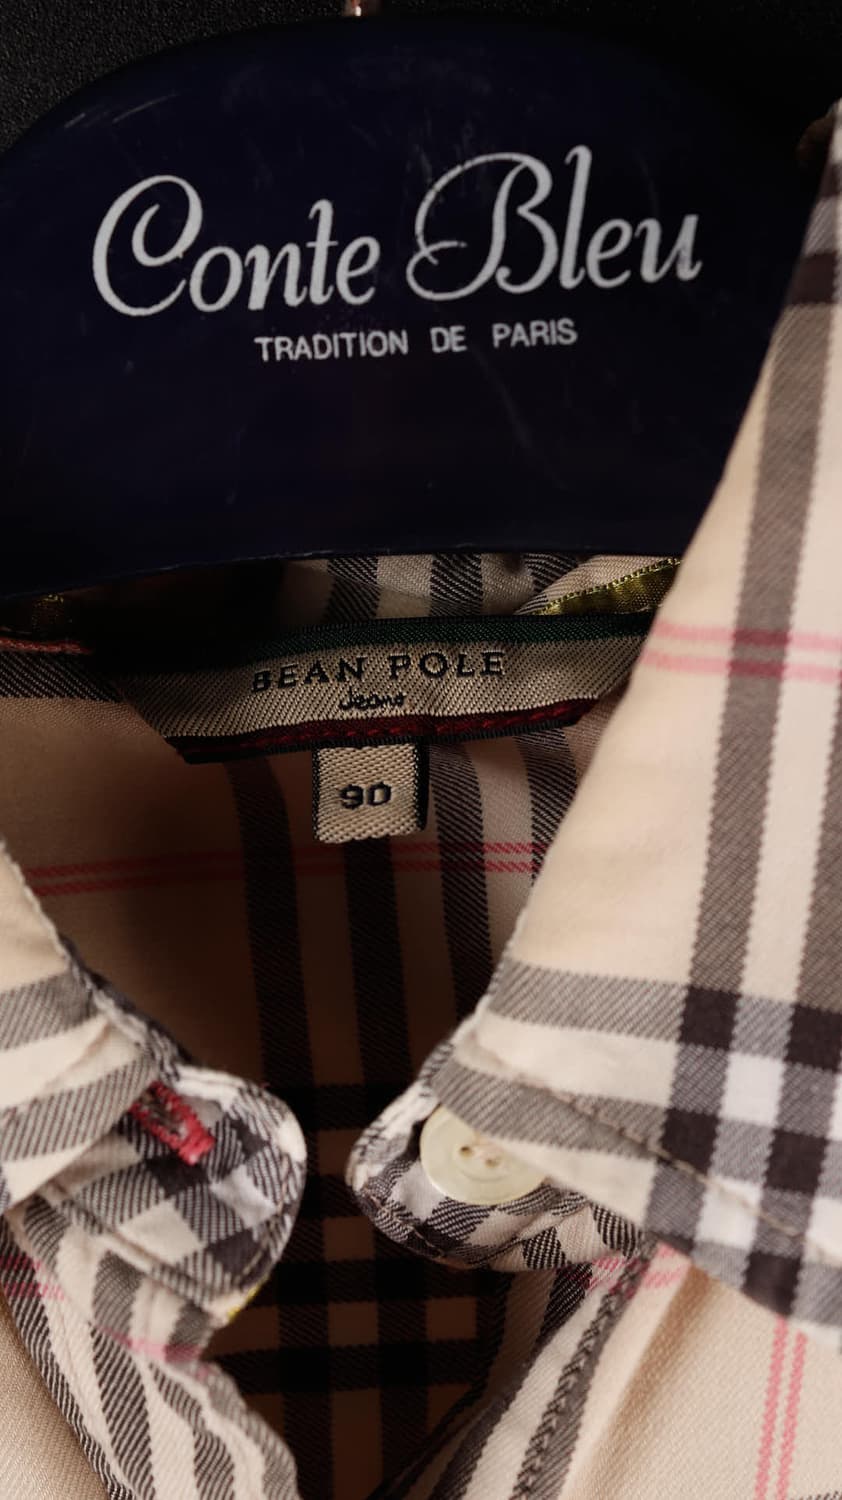 Conte Bleu
TRADITION DE PARIS
BEAN POLE
Jeans
90